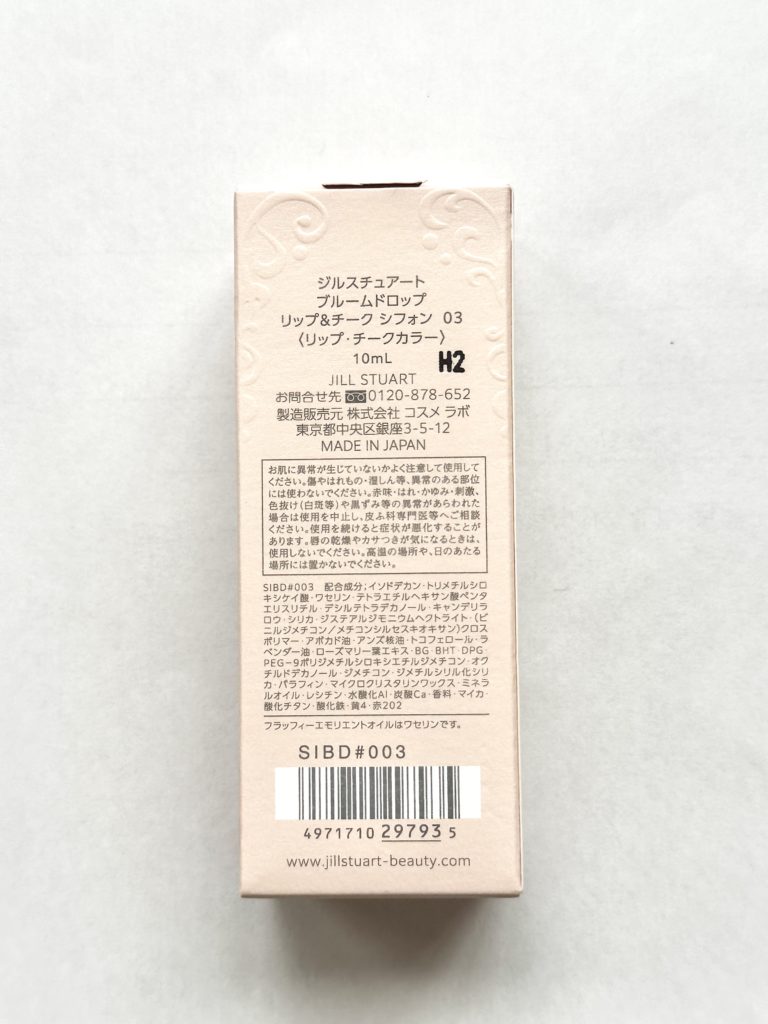 ジルスチュアート
ブルームドロップ
リップ&チーク シフォン 03
〈リップ・チークカラー〉
10mL
H2
JILL STUART
お問合せ先 0120-878-652
製造販売元 株式会社 コスメ ラボ
東京都中央区銀座3-5-12
MADE IN JAPAN
お肌に異常が生じていないかよく注意して使用して
ください。傷やはれもの・湿しん等、異常のある部位
には使わないでください。赤味・はれ・かゆみ・刺激、
色抜け(白斑等)や黒ずみ等の異常があらわれた
場合は使用を中止し、皮ふ科専門医等へご相談
ください。使用を続けると症状が悪化することが
あります。唇の乾燥やカサつきが気になるときは、
使用しないでください。高温の場所や、日のあたる
場所には置かないでください。
SIBD#003 配合成分;イソドデカン・トリメチルシロ
キシケイ酸・ワセリン・テトラエチルヘキサン酸ペンタ
エリスリチル・デシルテトラデカノール・キャンデリラ
ロウ・シリカ・ジステアルジモニウムヘクトライト・(ビ
ニルジメチコン/メチコンシルセスキオキサン)クロス
ポリマー・アボカド油・アンズ核油・トコフェロール・ラ
ベンダー油・ローズマリー葉エキス・BG・BHT・DPG・
PEG-9ポリジメチルシロキシエチルジメチコン・オク
チルドデカノール・ジメチコン・ジメチルシリル化シリ
カ・パラフィン・マイクロクリスタリンワックス・ミネラ
ルオイル・レシチン・水酸化Al・炭酸Ca・香料・マイカ・
酸化チタン・酸化鉄・黄4・赤202
フラッフィーエモリエントオイルはワセリンです。
SIBD#003
4971710 29793 5
www.jillstuart-beauty.com